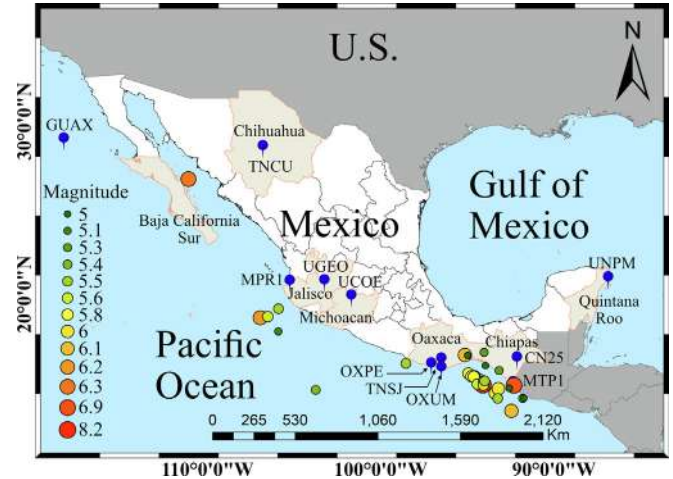 U.S.
N
30°0'0"N
GUAX
Chihuahua
TNCU
Magnitude
5
5.1
5.3
5.4
5.5
5.6
5.8
6
6.1
6.2
6.3
6.9
8.2
Baja California
Sur
Mexico
Gulf of
Mexico
20°0'0"N
MPR1
UGEO
Jalisco
UCOE
Michoacan
UNPM
Quintana
Roo
Pacific
Ocean
Oaxaca
Chiapas
CN25
OXPE
TNSJ
OXUM
MTP1
0 265 530 1,060 1,590 2,120
Km
110°0'0"W 100°0'0"W 90°0'0"W